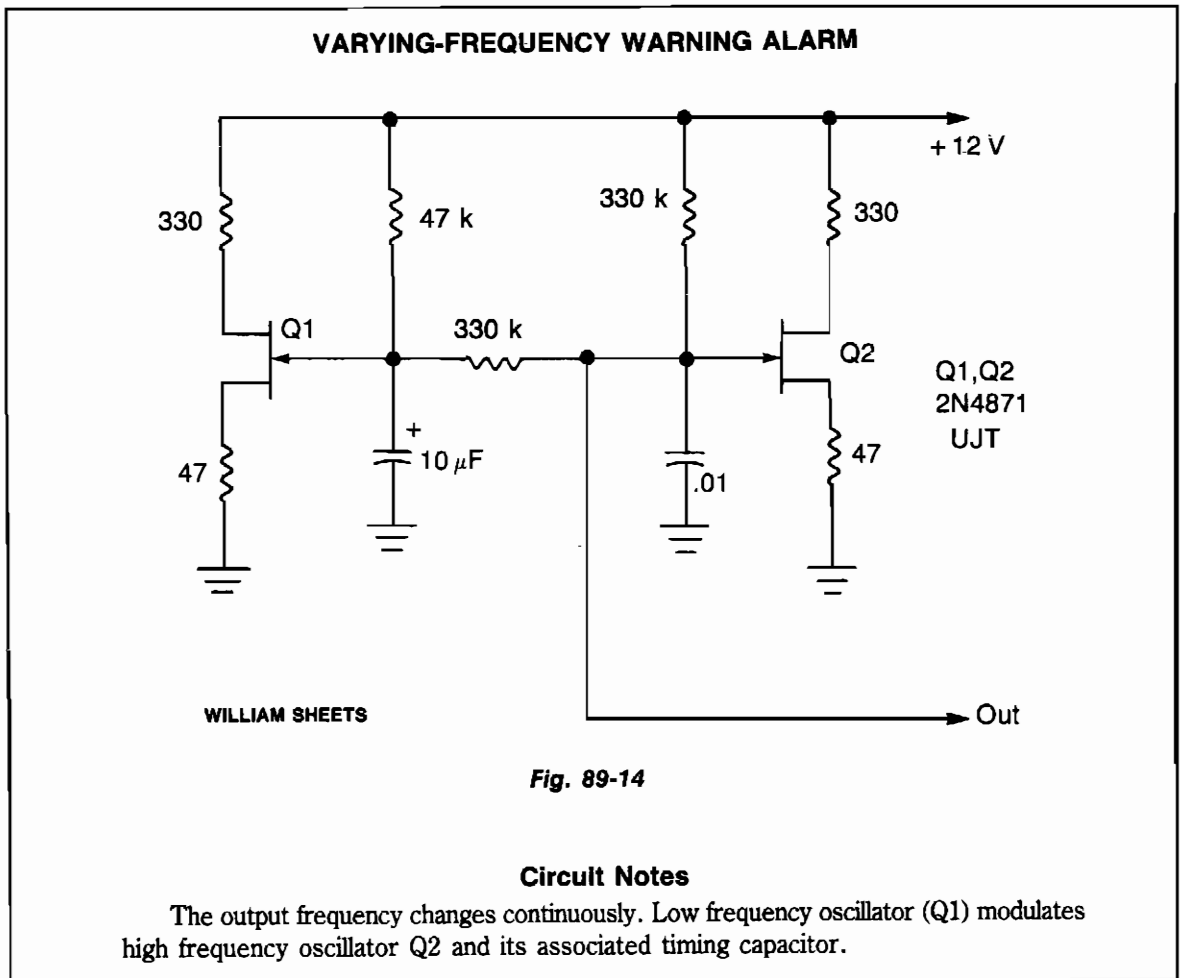 VARYING-FREQUENCY WARNING ALARM
+12 V
330
47 k
330 k
330
Q1
330 k
Q2
Q1,Q2
2N4871
UJT
47
+
10 µF
.01
47
WILLIAM SHEETS
Out
Fig. 89-14
Circuit Notes
The output frequency changes continuously. Low frequency oscillator (Q1) modulates
high frequency oscillator Q2 and its associated timing capacitor.